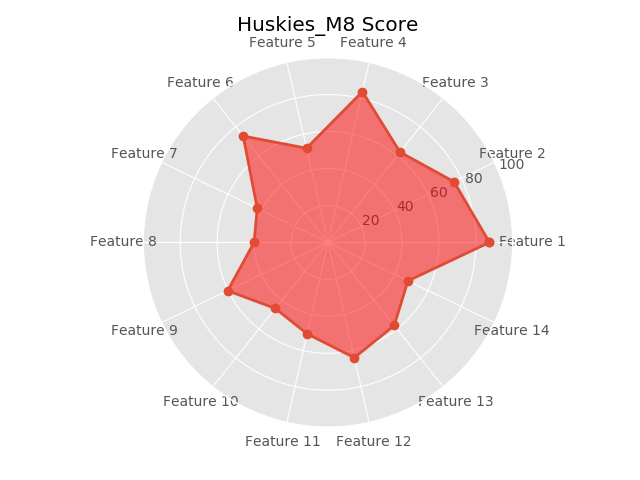 Huskies_M8 Score
Feature 5
Feature 4
Feature 6
Feature 3
Feature 7
Feature 2
100
80
60
40
20
Feature 8
Feature 1
Feature 9
Feature 14
Feature 10
Feature 13
Feature 11
Feature 12